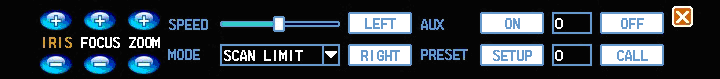 SPEED LEFT AUX ON 0 OFF
IRIS FOCUS ZOOM
MODE SCAN LIMIT RIGHT PRESET SETUP 0 CALL